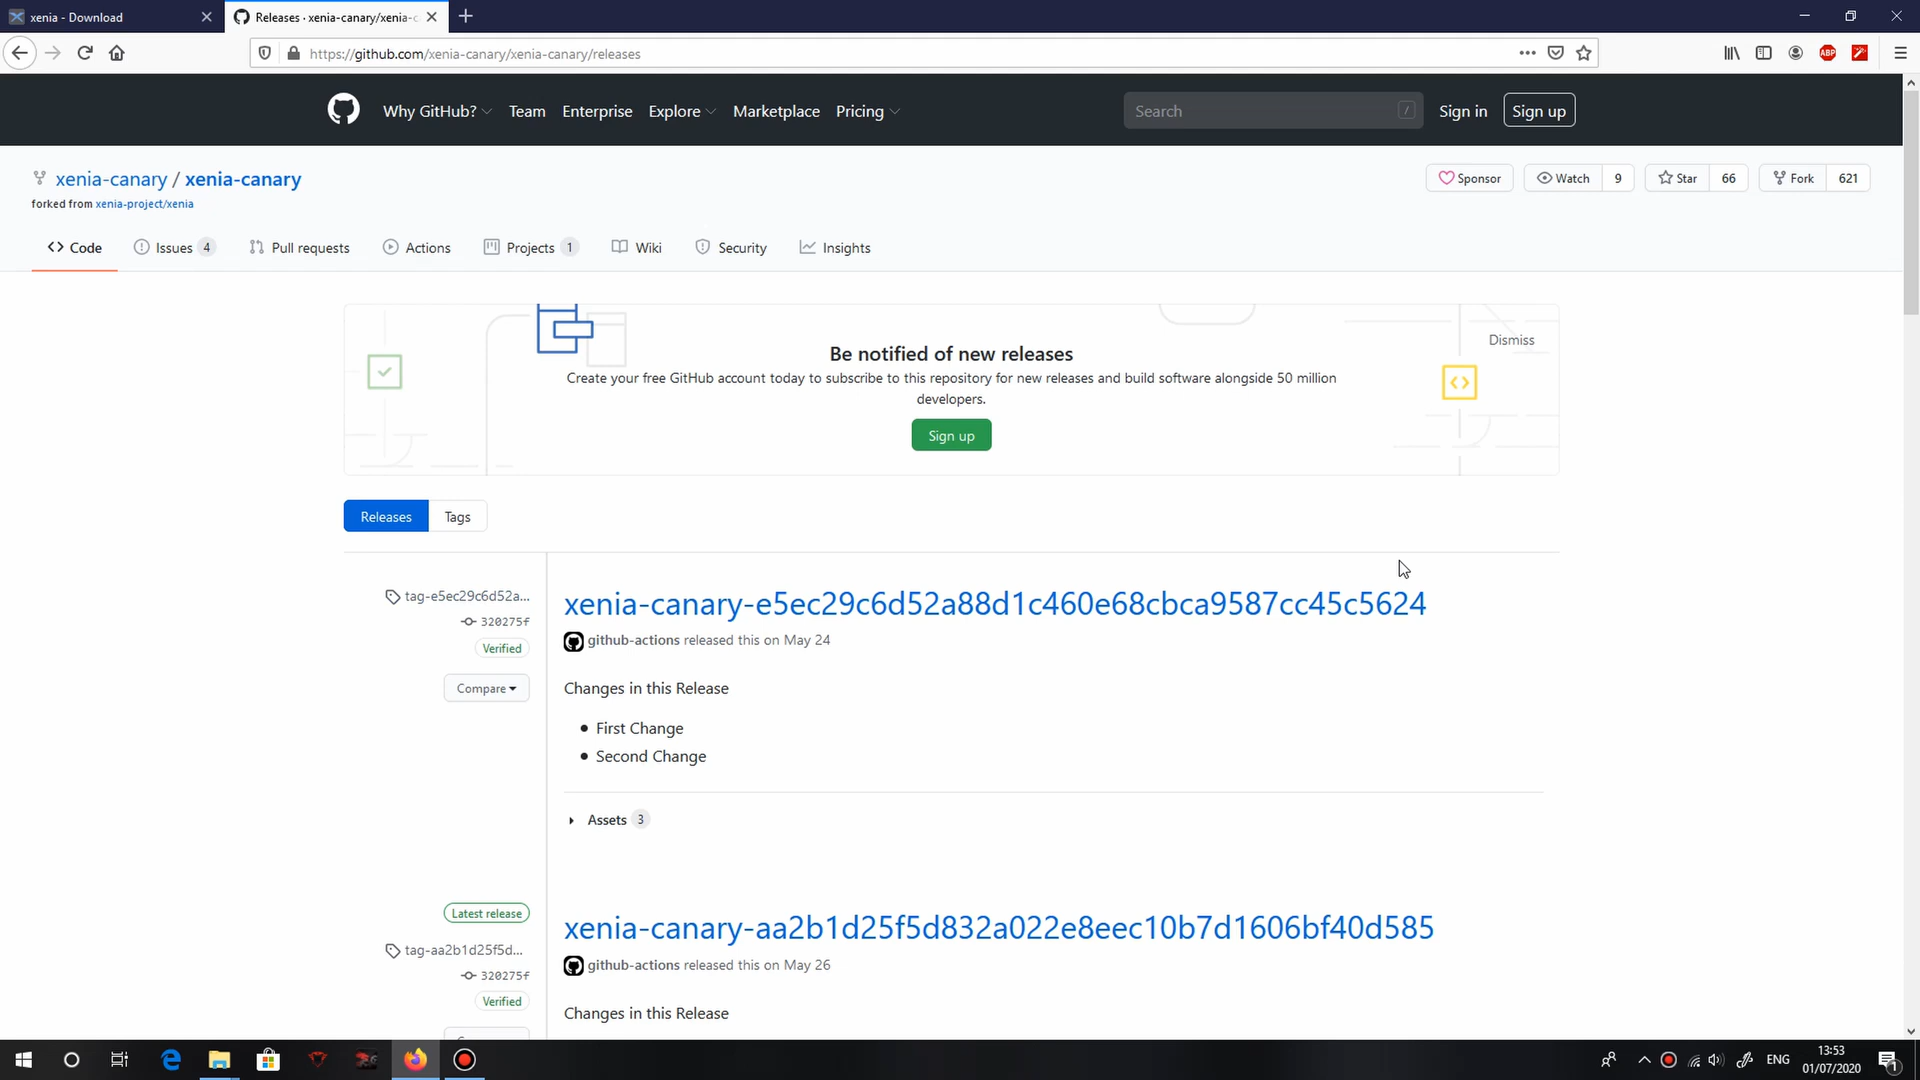 xenia - Download
Releases · xenia-canary/xenia-c
https://github.com/xenia-canary/xenia-canary/releases
ABP
Why GitHub?
Team
Enterprise
Explore
Marketplace
Pricing
Search
/
Sign in
Sign up
xenia-canary / xenia-canary
forked from xenia-project/xenia
Sponsor
Watch 9
Star 66
Fork 621
Code
Issues 4
Pull requests
Actions
Projects 1
Wiki
Security
Insights
Be notified of new releases
Dismiss
Create your free GitHub account today to subscribe to this repository for new releases and build software alongside 50 million
developers.
Sign up
Releases
Tags
tag-e5ec29c6d52a...
320275f
Verified
Compare
xenia-canary-e5ec29c6d52a88d1c460e68cbca9587cc45c5624
github-actions released this on May 24
Changes in this Release
First Change
Second Change
Assets 3
Latest release
tag-aa2b1d25f5d...
320275f
Verified
xenia-canary-aa2b1d25f5d832a022e8eec10b7d1606bf40d585
github-actions released this on May 26
Changes in this Release
ENG
13:53
01/07/2020
1